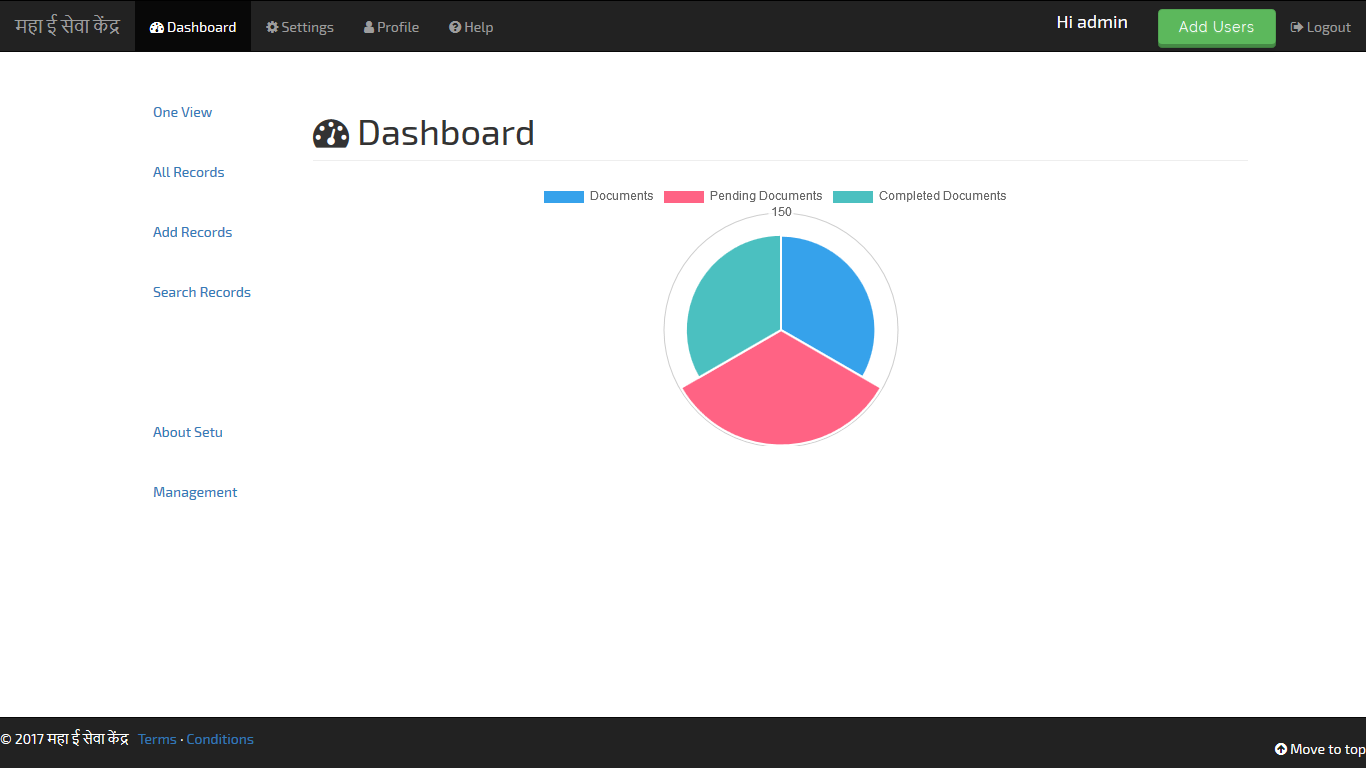 महा ई सेवा केंद्र Dashboard Settings Profile Help Hi admin Add Users Logout
One View
All Records
Add Records
Search Records
About Setu
Management
Dashboard
Documents Pending Documents Completed Documents
150
© 2017 महा ई सेवा केंद्र Terms · Conditions
Move to top